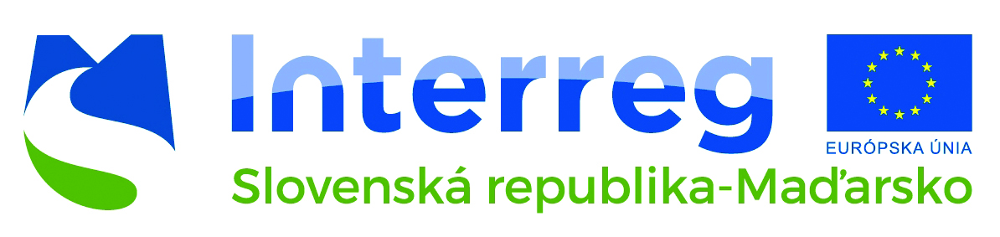 Interreg
EURÓPSKA ÚNIA
Slovenská republika-Maďarsko